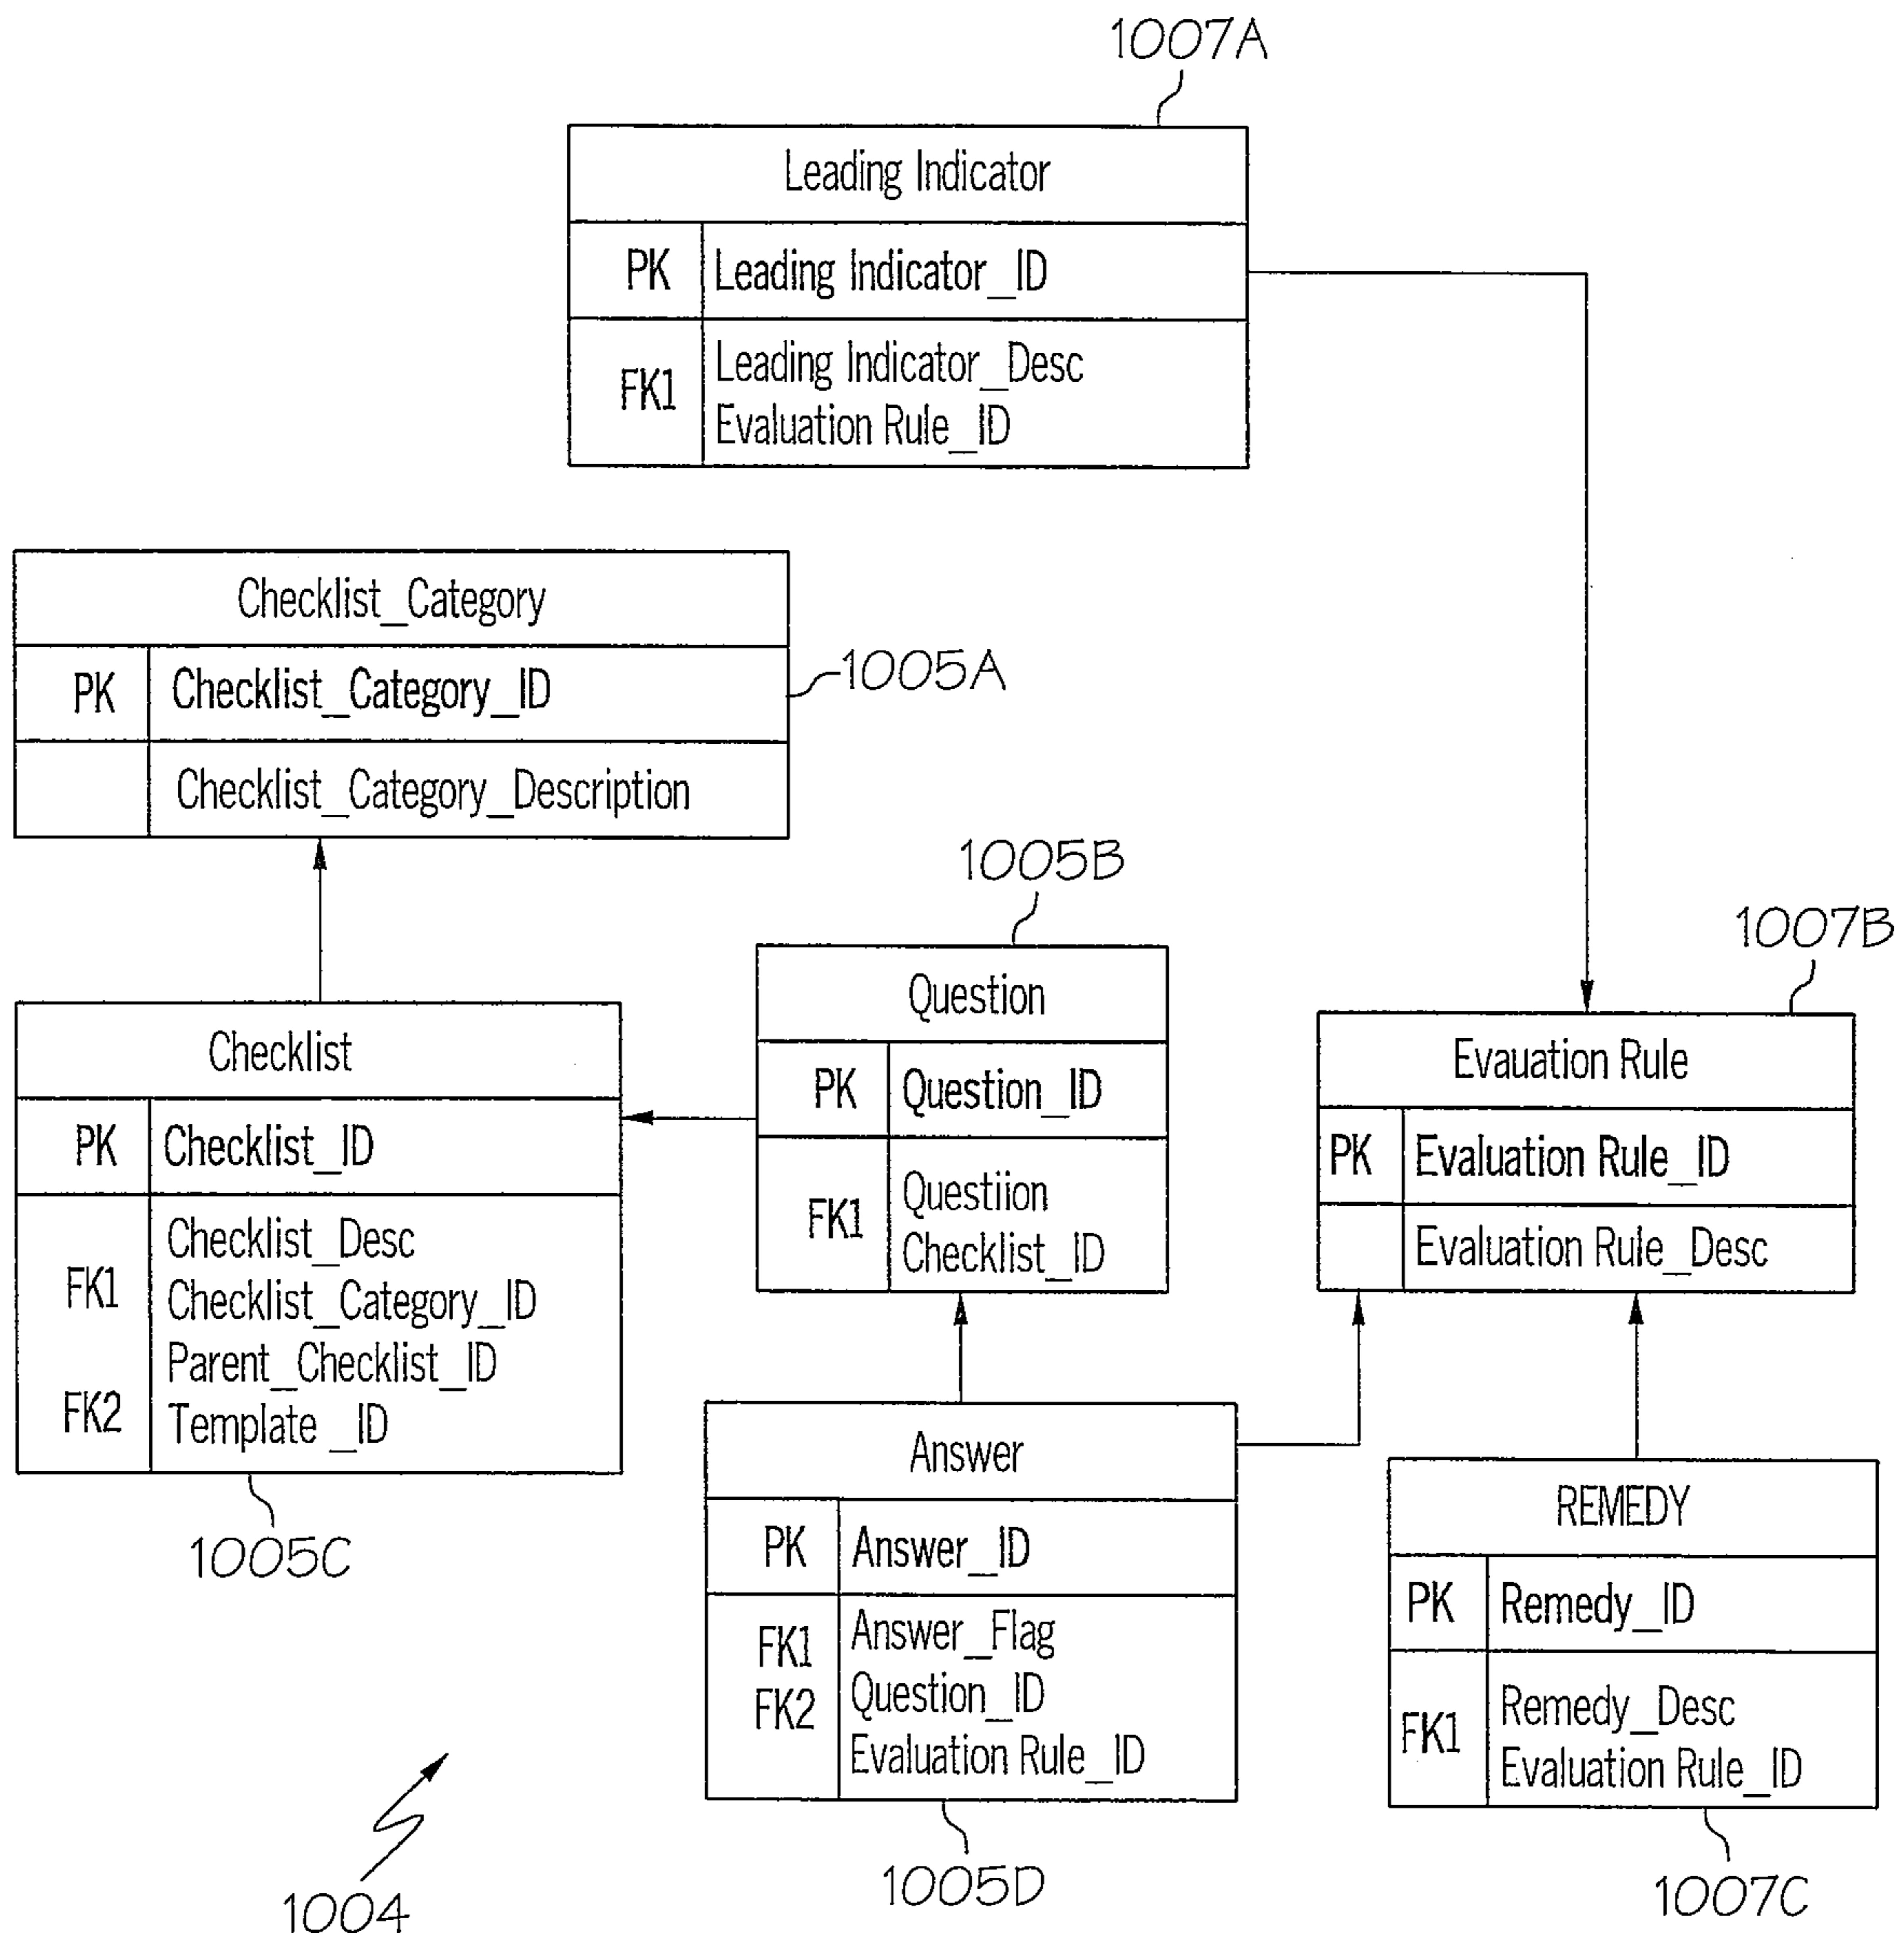 1007A
Leading Indicator
PK Leading Indicator_ID
Leading Indicator_Desc
FK1
Evaluation Rule_ID
Checklist_Category
PK Checklist_Category_ID
1005A
Checklist_Category_Description
1005B
Question
PK Question_ID
Questiion
FK1
Checklist_ID
1007B
Evauation Rule
PK Evaluation Rule_ID
Evaluation Rule_Desc
Checklist
PK Checklist_ID
Checklist_Desc
FK1 Checklist_Category_ID
Parent_Checklist_ID
FK2 Template _ID
1005C
Answer
PK Answer_ID
FK1 Answer_Flag
FK2 Question_ID
Evaluation Rule_ID
1005D
REMEDY
PK Remedy_ID
Remedy_Desc
FK1
Evaluation Rule_ID
1007C
1004